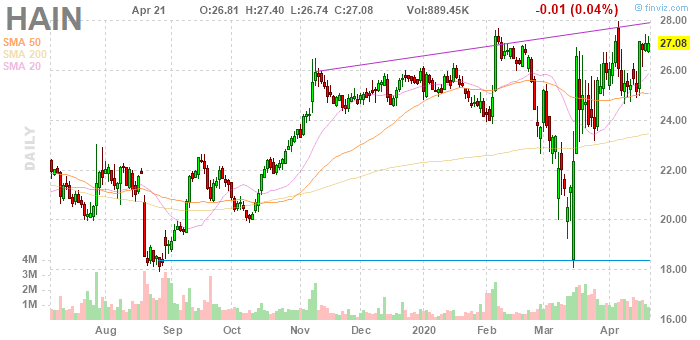 HAIN
Apr 21 O:26.81 H:27.40 L:26.74 C:27.08 Vol:889.45K -0.01 (0.04%)
© finviz.com
SMA 50
SMA 200
SMA 20
DAILY
28.00
27.08
26.00
24.00
22.00
20.00
18.00
16.00
4M
3M
2M
1M
Aug Sep Oct Nov Dec 2020 Feb Mar Apr